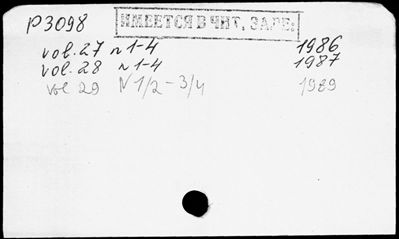 P3098 ИМЕЕТСЯ В ЧИТ. ЗАЛЕ.
vol. 27 n 1-4 1986
vol. 28 n 1-4 1987
vol 29 N 1/2 - 3/4 1989